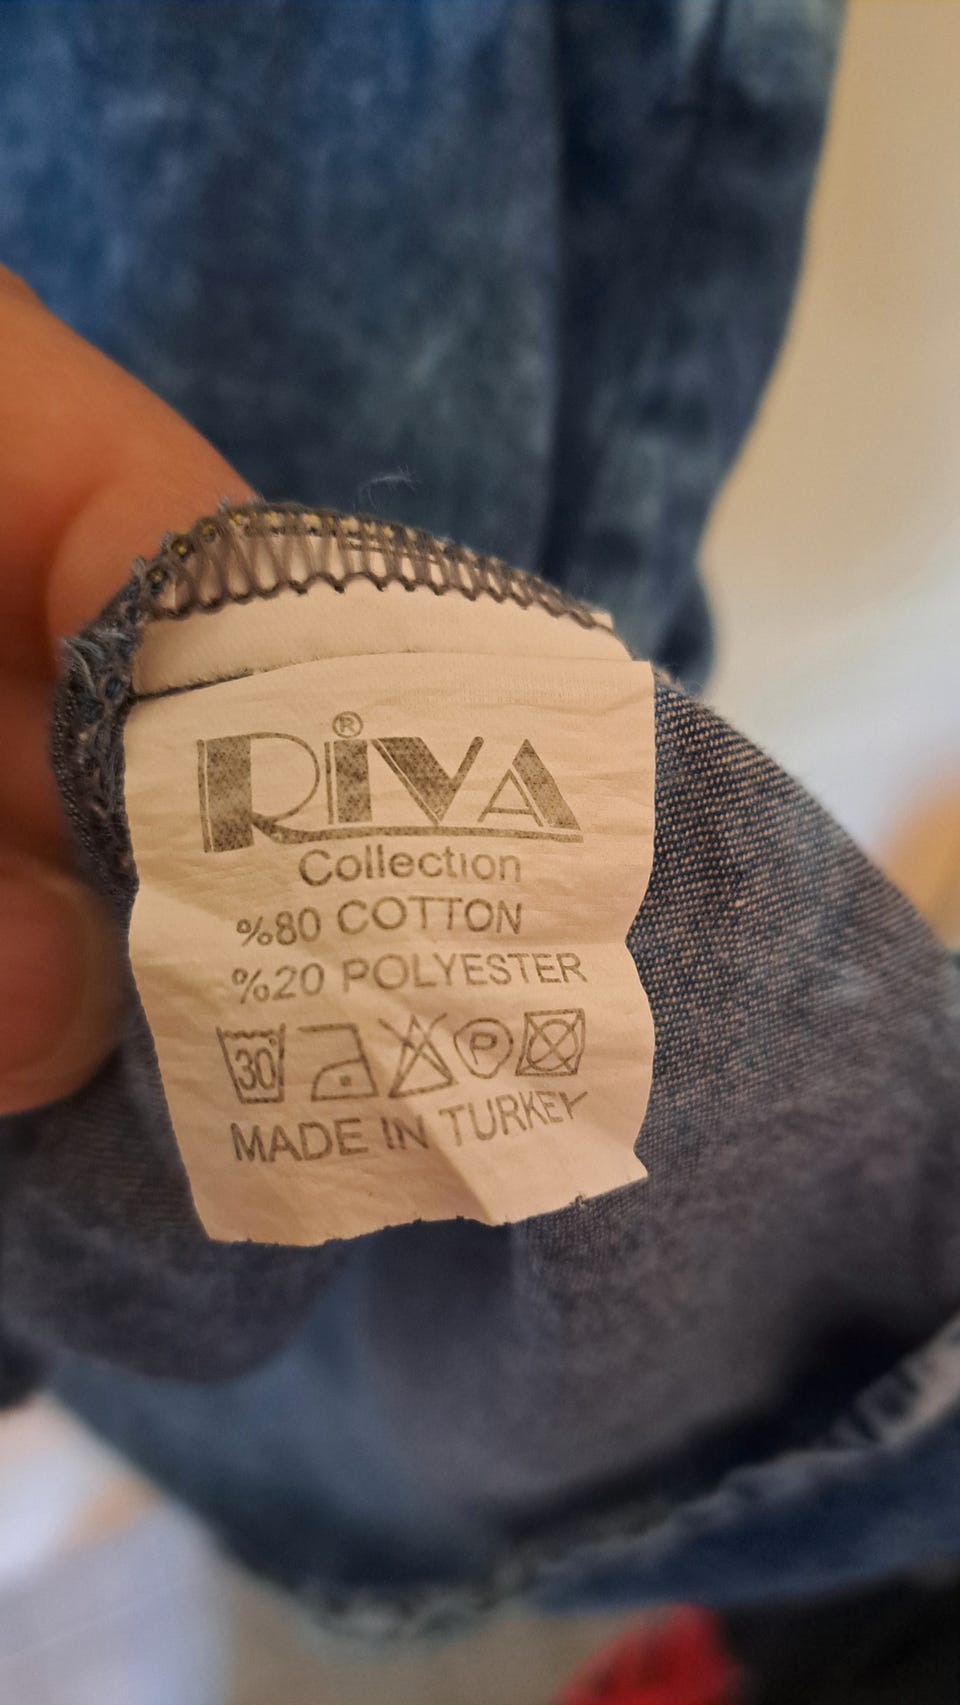 RiVA®
Collection
%80 COTTON
%20 POLYESTER
30° P
MADE IN TURKEY